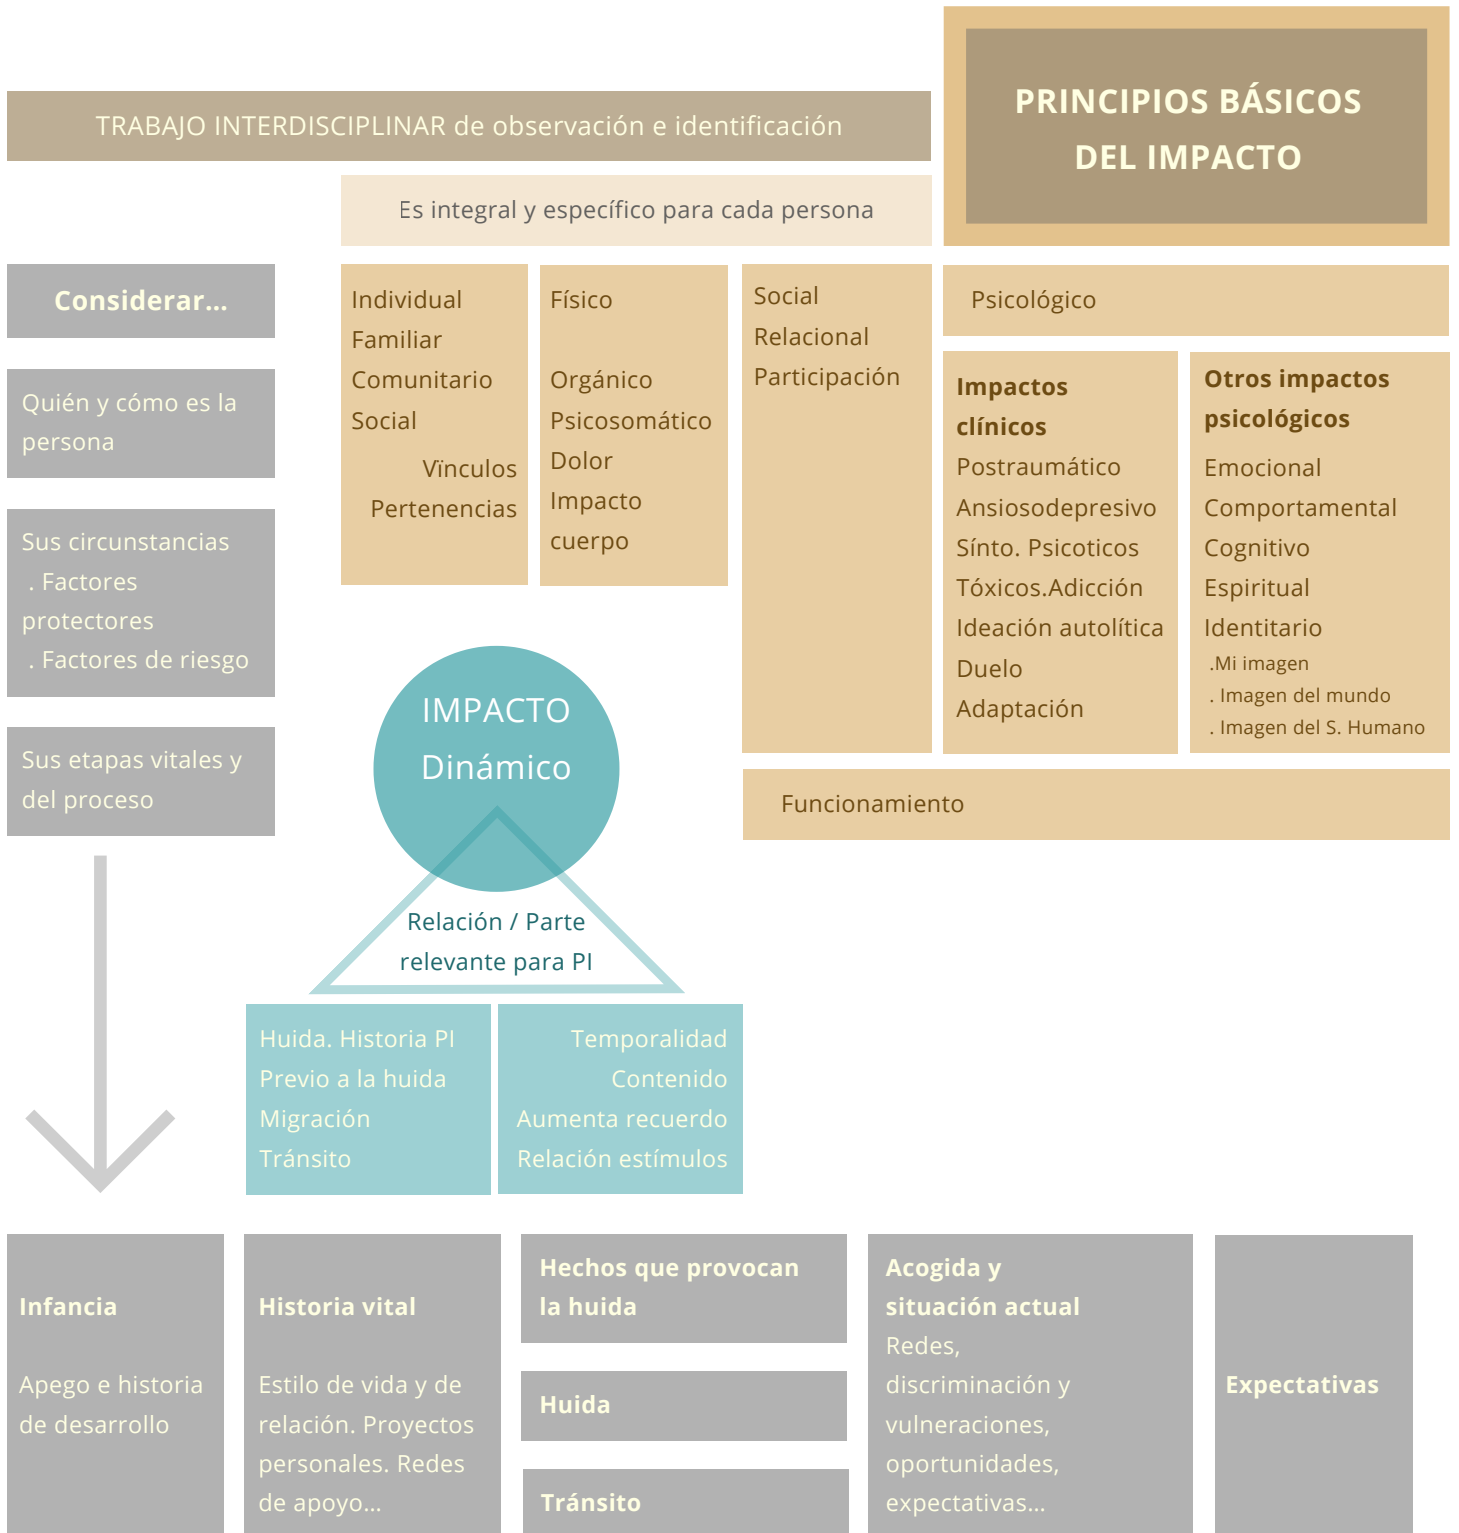 PRINCIPIOS BÁSICOS
DEL IMPACTO
TRABAJO INTERDISCIPLINAR de observación e identificación
Es integral y específico para cada persona
Considerar...
Quién y cómo es la
persona
Sus circunstancias
. Factores
protectores
. Factores de riesgo
Sus etapas vitales y
del proceso
Individual
Familiar
Comunitario
Social
Vïnculos
Pertenencias
Físico
Orgánico
Psicosomático
Dolor
Impacto
cuerpo
Social
Relacional
Participación
Psicológico
Impactos
clínicos
Postraumático
Ansiosodepresivo
Sínto. Psicoticos
Tóxicos.Adicción
Ideación autolítica
Duelo
Adaptación
Otros impactos
psicológicos
Emocional
Comportamental
Cognitivo
Espiritual
Identitario
.Mi imagen
. Imagen del mundo
. Imagen del S. Humano
Funcionamiento
IMPACTO
Dinámico
Relación / Parte
relevante para PI
Huida. Historia PI
Previo a la huida
Migración
Tránsito
Temporalidad
Contenido
Aumenta recuerdo
Relación estímulos
Infancia
Apego e historia
de desarrollo
Historia vital
Estilo de vida y de
relación. Proyectos
personales. Redes
de apoyo...
Hechos que provocan
la huida
Huida
Tránsito
Acogida y
situación actual
Redes,
discriminación y
vulneraciones,
oportunidades,
expectativas...
Expectativas